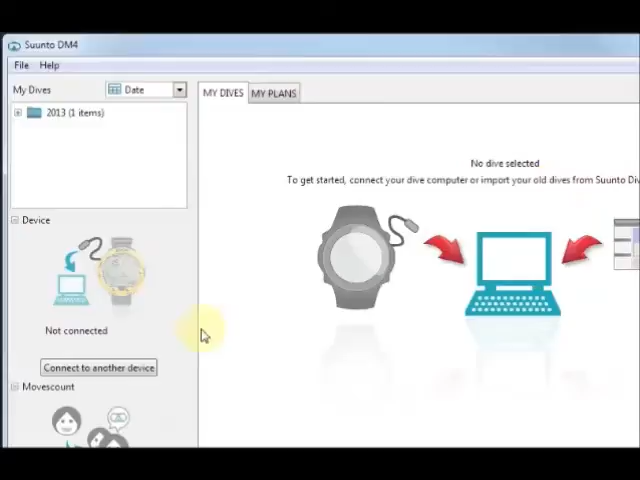 Suunto DM4
File Help
My Dives Date
MY DIVES MY PLANS
2013 (1 items)
No dive selected
To get started, connect your dive computer or import your old dives from Suunto
Device
Not connected
Connect to another device
Movescount